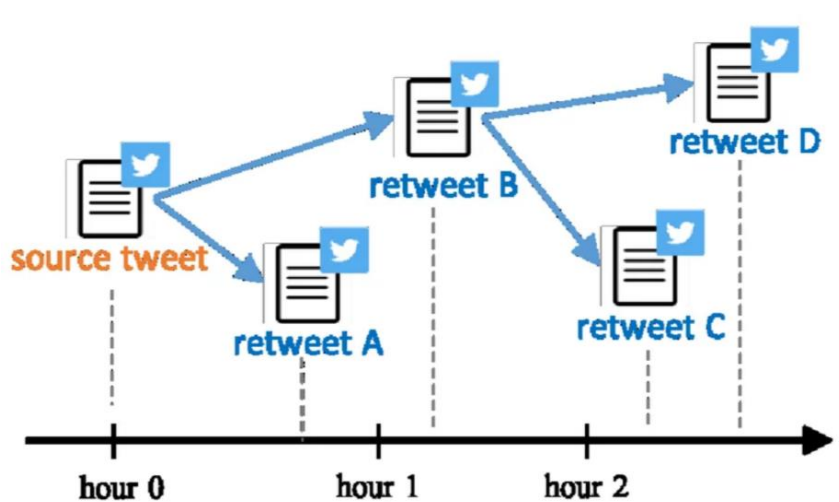 retweet D
retweet B
source tweet
retweet C
retweet A
hour 0
hour 1
hour 2